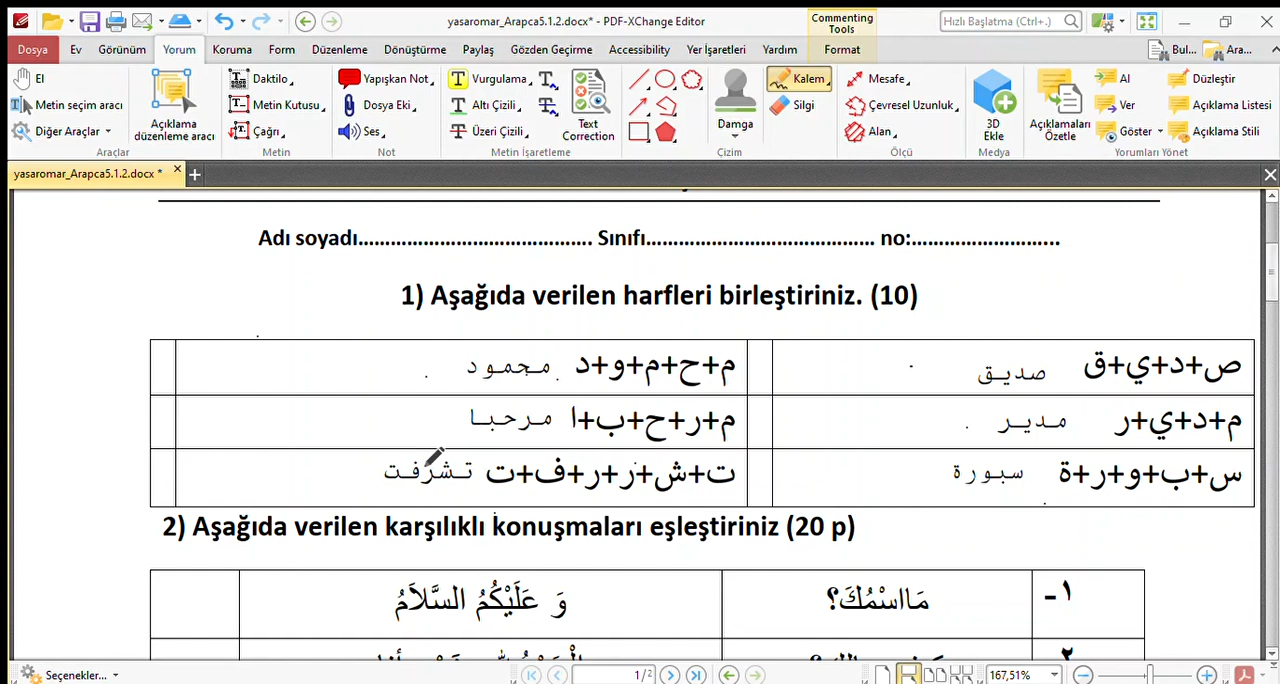 yasaromar_Arapca5.1.2.docx* - PDF-XChange Editor
Commenting Tools
Hızlı Başlatma (Ctrl+.)
Dosya Ev Görünüm Yorum Koruma Form Düzenleme Dönüştürme Paylaş Gözden Geçirme Accessibility Yer İşaretleri Yardım Format Bul... Ara...
El
Metin seçim aracı
Diğer Araçlar
Açıklama düzenleme aracı
Daktilo
Metin Kutusu
Çağrı
Yapışkan Not
Dosya Eki
Ses
Vurgulama
Altı Çizili
Üzeri Çizili
Text Correction
Damga
Kalem
Silgi
Mesafe
Çevresel Uzunluk
Alan
3D Ekle
Açıklamaları Özetle
Al
Ver
Göster
Düzleştir
Açıklama Listesi
Açıklama Stili
Araçlar Metin Not Metin İşaretleme Çizim Ölçü Medya Yorumları Yönet
yasaromar_Arapca5.1.2.docx *
Adı soyadı........................................ Sınıfı........................................ no:..........................
1) Aşağıda verilen harfleri birleştiriniz. (10)
ص+د+ي+ق صديق م+ح+م+و+د مجمود
م+د+ي+ر مدير م+ر+ح+ب+ا مرحبا
س+ب+و+ر+ة سبورة ت+ش+ر+ر+ف+ت تشرفت
2) Aşağıda verilen karşılıklı konuşmaları eşleştiriniz (20 p)
١- مَااسْمُكَ؟ وَ عَلَيْكُمُ السَّلاَمُ
Seçenekler...
1/2
167,51%